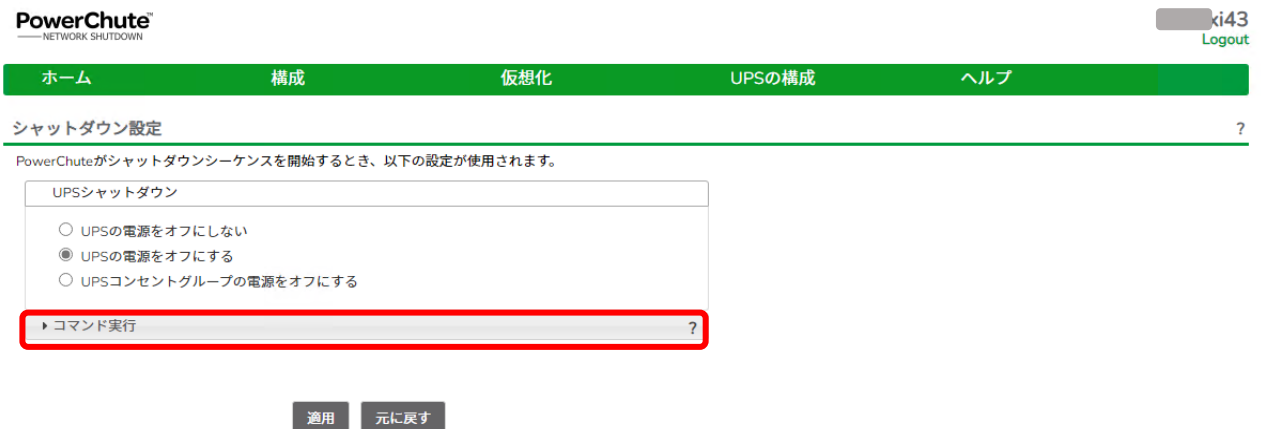 PowerChute™
NETWORK SHUTDOWN
xi43
Logout
ホーム 構成 仮想化 UPSの構成 ヘルプ
シャットダウン設定 ?
PowerChuteがシャットダウンシーケンスを開始するとき、以下の設定が使用されます。
UPSシャットダウン
UPSの電源をオフにしない
UPSの電源をオフにする
UPSコンセントグループの電源をオフにする
コマンド実行 ?
適用 元に戻す